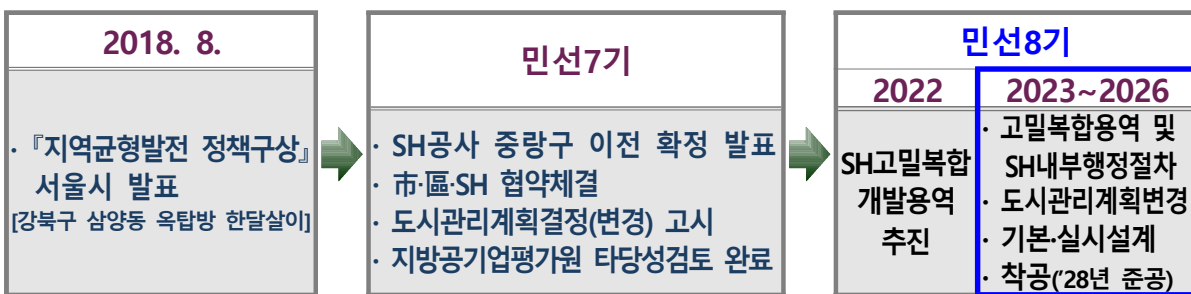 2018. 8.
· 『지역균형발전 정책구상』
서울시 발표
[강북구 삼양동 옥탑방 한달살이]
민선7기
· SH공사 중랑구 이전 확정 발표
· 市·區·SH 협약체결
· 도시관리계획결정(변경) 고시
· 지방공기업평가원 타당성검토 완료
민선8기
2022
SH고밀복합
개발용역
추진
2023~2026
· 고밀복합용역 및
SH내부행정절차
· 도시관리계획변경
· 기본·실시설계
· 착공('28년 준공)